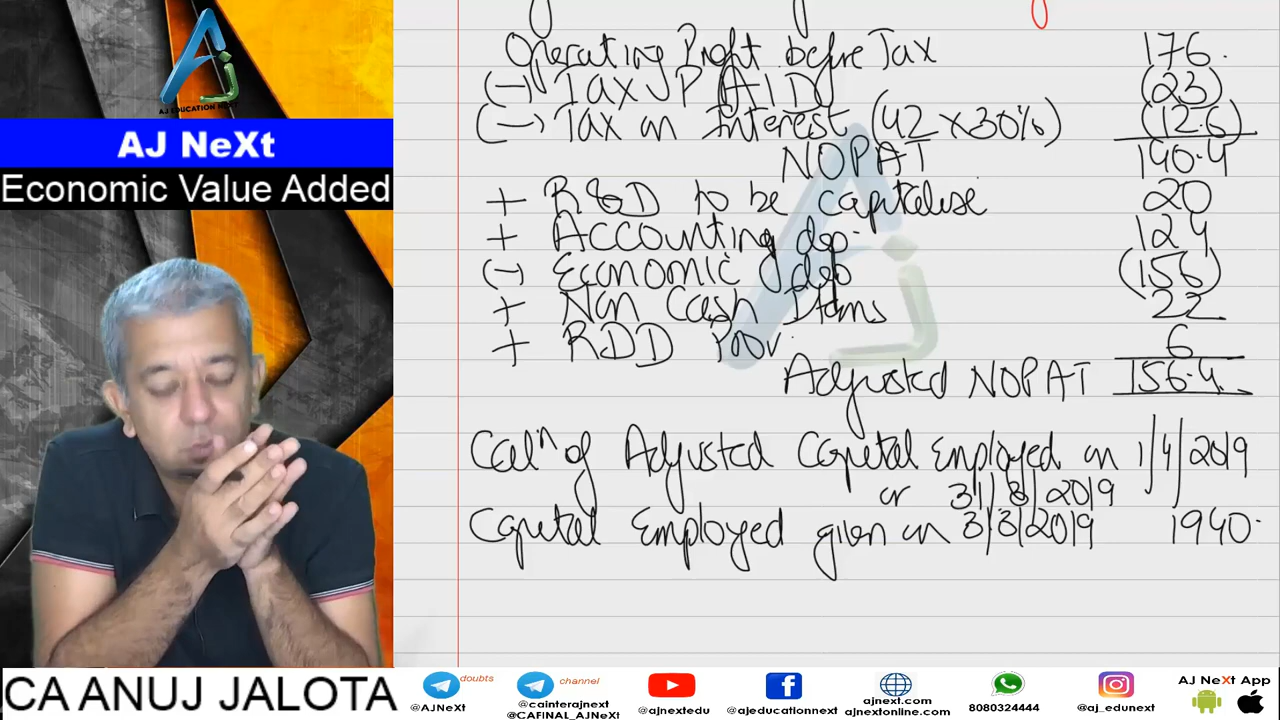 AJ EDUCATION NEXT
AJ NeXt
Economic Value Added
Operating Profit before Tax 176.
(-) Tax PAID (23)
(-) Tax on Interest (42 x 30%) (12.6)
NOPAT 140.4
+ R&D to be capitalise 20
+ Accounting dep. 124
(-) Economic dep (156)
+ Non Cash Items 22
+ RDD Prov. 6
Adjusted NOPAT 156.4
Caln of Adjusted Capital Employed on 1/4/2019
or 31/3/2019
Capital Employed given on 31/3/2019 1940.
CA ANUJ JALOTA
doubts
@AJNeXt
channel
@cainterajnext
@CAFINAL_AJNeXt
@ajnextedu
@ajeducationnext
ajnext.com
ajnextonline.com
8080324444
@aj_edunext
AJ NeXt App